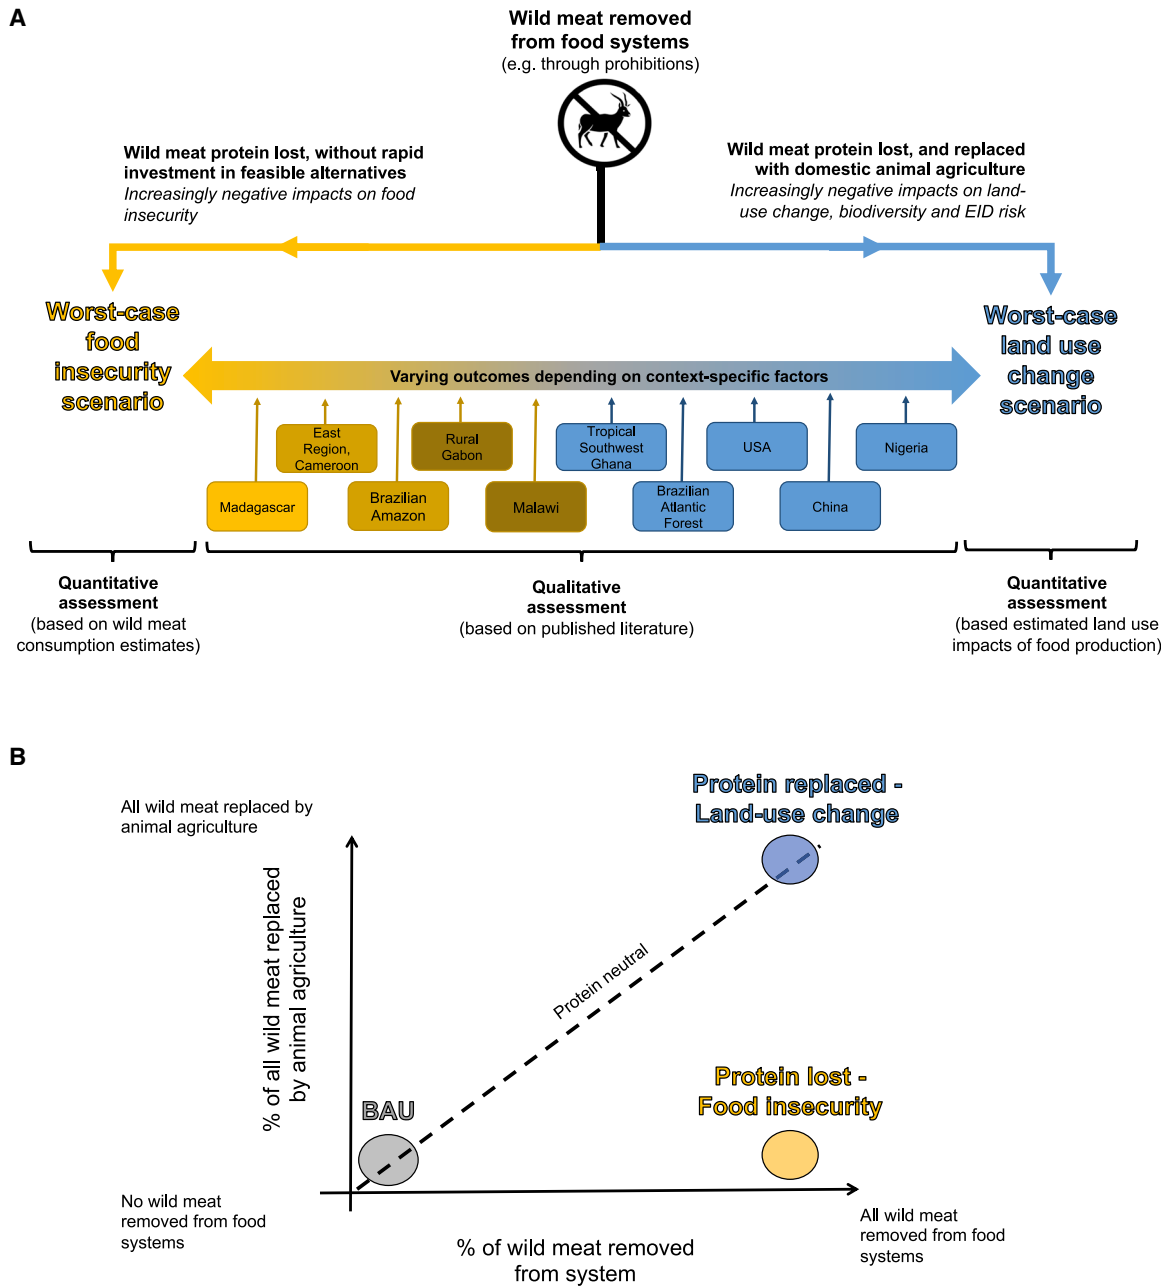 A
Wild meat removed
from food systems
(e.g. through prohibitions)
Wild meat protein lost, without rapid
investment in feasible alternatives
Increasingly negative impacts on food
insecurity
Wild meat protein lost, and replaced
with domestic animal agriculture
Increasingly negative impacts on land-
use change, biodiversity and EID risk
Worst-case
food
insecurity
scenario
Worst-case
land use
change
scenario
Varying outcomes depending on context-specific factors
East
Region,
Cameroon
Rural
Gabon
Tropical
Southwest
Ghana
USA
Nigeria
Madagascar
Brazilian
Amazon
Malawi
Brazilian
Atlantic
Forest
China
Quantitative
assessment
(based on wild meat
consumption estimates)
Qualitative
assessment
(based on published literature)
Quantitative
assessment
(based estimated land use
impacts of food production)
B
All wild meat replaced by
animal agriculture
Protein replaced -
Land-use change
% of all wild meat replaced
by animal agriculture
Protein neutral
BAU
Protein lost -
Food insecurity
No wild meat
removed from food
systems
% of wild meat removed
from system
All wild meat
removed from food
systems